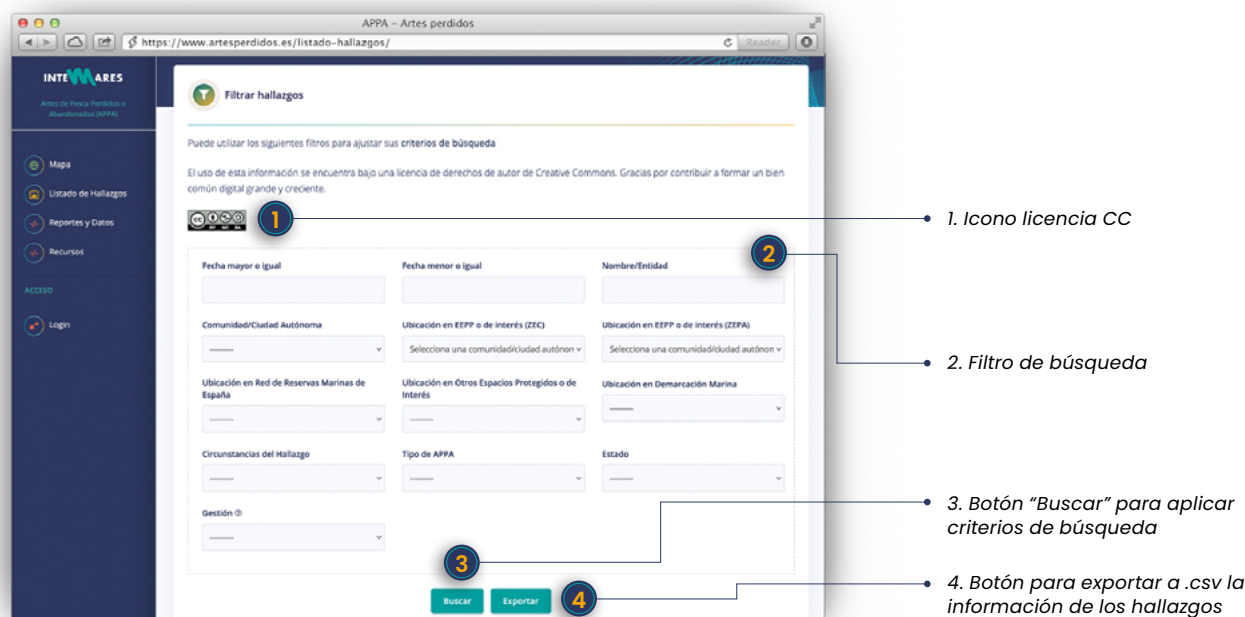 APPA – Artes perdidos
https://www.artesperdidos.es/listado-hallazgos/
Reader
INTEMARES
Artes de Pesca Perdidos o
Abandonados (APPA)
Mapa
Listado de Hallazgos
Reportes y Datos
Recursos
ACCESO
Login
Filtrar hallazgos
Puede utilizar los siguientes filtros para ajustar sus criterios de búsqueda
El uso de esta información se encuentra bajo una licencia de derechos de autor de Creative Commons. Gracias por contribuir a formar un bien
común digital grande y creciente.
cc
BY NC SA
1
1. Icono licencia CC
2
Fecha mayor o igual
Fecha menor o igual
Nombre/Entidad
Comunidad/Ciudad Autónoma
Ubicación en EEPP o de interés (ZEC)
Ubicación en EEPP o de interés (ZEPA)
---------
Selecciona una comunidad/ciudad autónon
Selecciona una comunidad/ciudad autónon
2. Filtro de búsqueda
Ubicación en Red de Reservas Marinas de
España
Ubicación en Otros Espacios Protegidos o de
Interés
Ubicación en Demarcación Marina
---------
---------
---------
Circunstancias del Hallazgo
Tipo de APPA
Estado
---------
---------
---------
Gestión
---------
3
3. Botón “Buscar” para aplicar
criterios de búsqueda
Buscar
Exportar
4
4. Botón para exportar a .csv la
información de los hallazgos